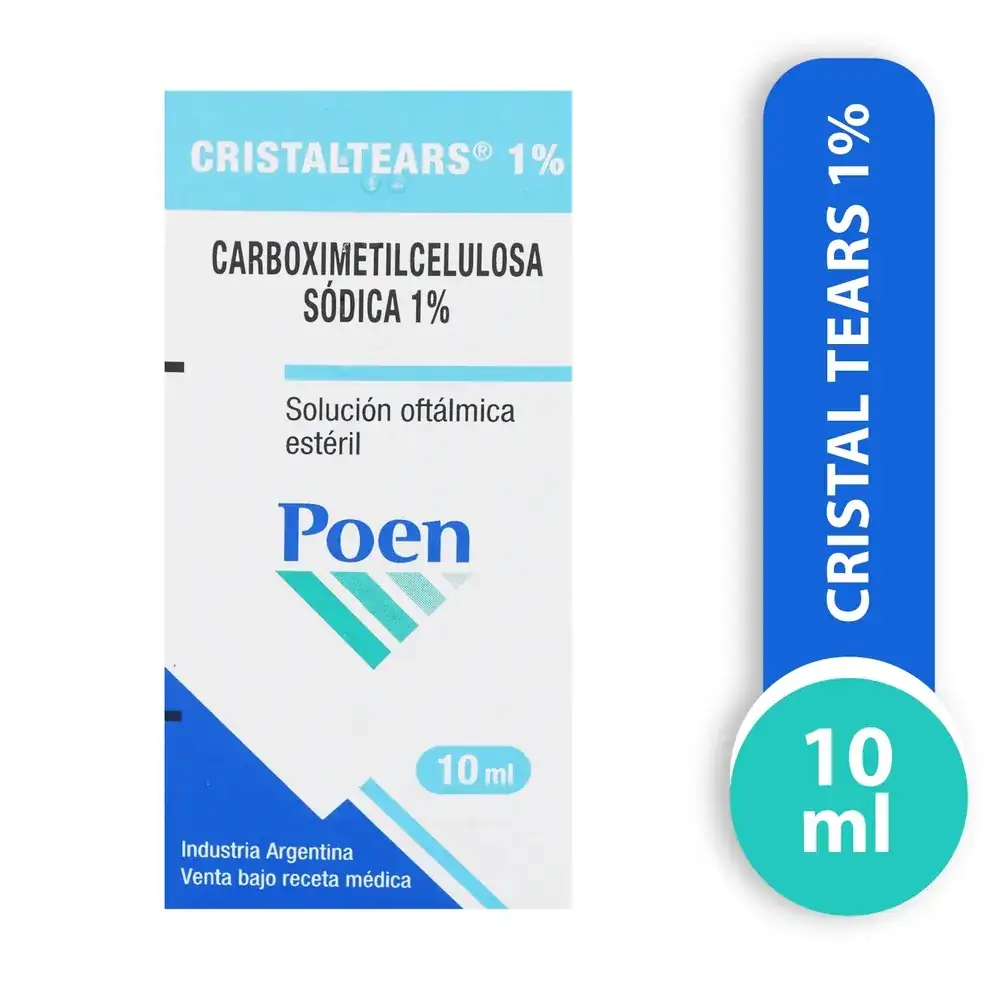 CRISTALTEARS® 1%
CARBOXIMETILCELULOSA
SÓDICA 1%
Solución oftálmica
estéril
Poen
10 ml
Industria Argentina
Venta bajo receta médica
CRISTAL TEARS 1%
10
ml